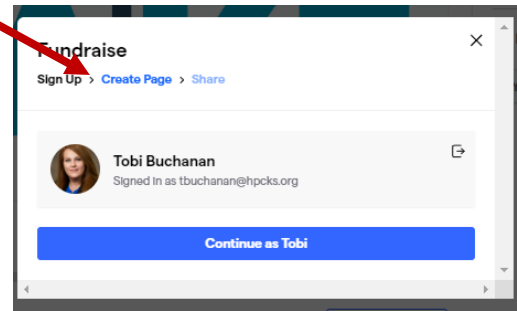 Fundraise
Sign Up > Create Page > Share
Tobi Buchanan
Signed in as tbuchanan@hpcks.org
Continue as Tobi